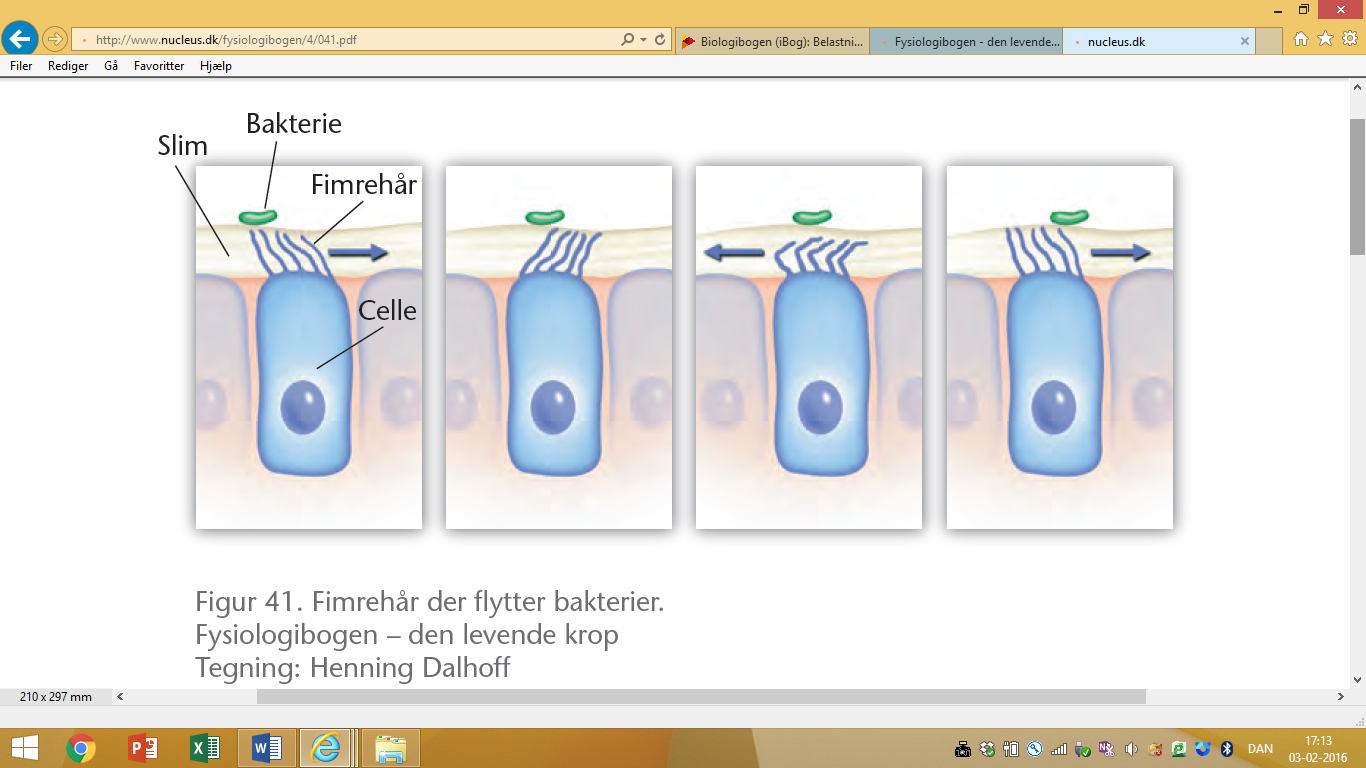 http://www.nucleus.dk/fysiologibogen/4/041.pdf
Biologibogen (iBog): Belastni...
Fysiologibogen - den levende...
nucleus.dk
Filer Rediger Gå Favoritter Hjælp
Bakterie
Slim
Fimrehår
Celle
Figur 41. Fimrehår der flytter bakterier.
Fysiologibogen – den levende krop
Tegning: Henning Dalhoff
210 x 297 mm
DAN
17:13
03-02-2016